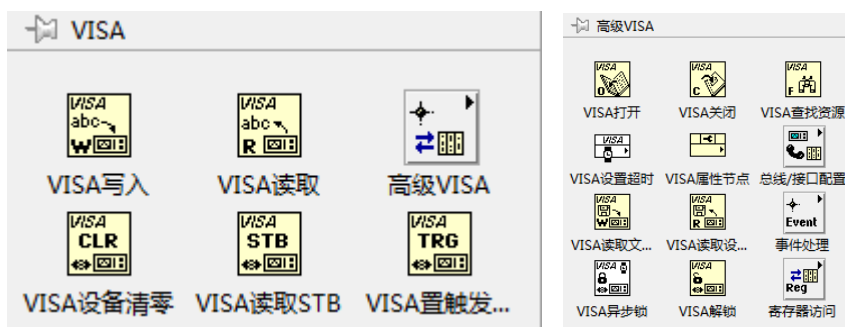 VISA
VISA
abc
W
VISA
abc
R
VISA写入
VISA读取
高级VISA
VISA
CLR
VISA
STB
VISA
TRG
VISA设备清零
VISA读取STB
VISA置触发...
高级VISA
VISA
O
VISA
C
VISA
F
VISA打开
VISA关闭
VISA查找资源
VISA
VISA设置超时
VISA属性节点
总线/接口配置
VISA
W
VISA
R
Event
VISA读取文...
VISA读取设...
事件处理
VISA
VISA
Reg
VISA异步锁
VISA解锁
寄存器访问